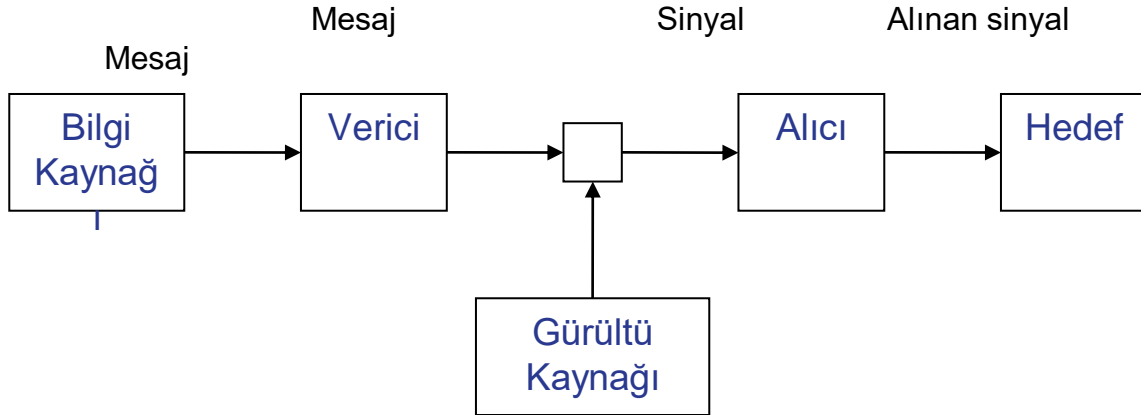 Mesaj
Sinyal
Alınan sinyal
Mesaj
Bilgi
Kaynağ
ı
Verici
Alıcı
Hedef
Gürültü
Kaynağı